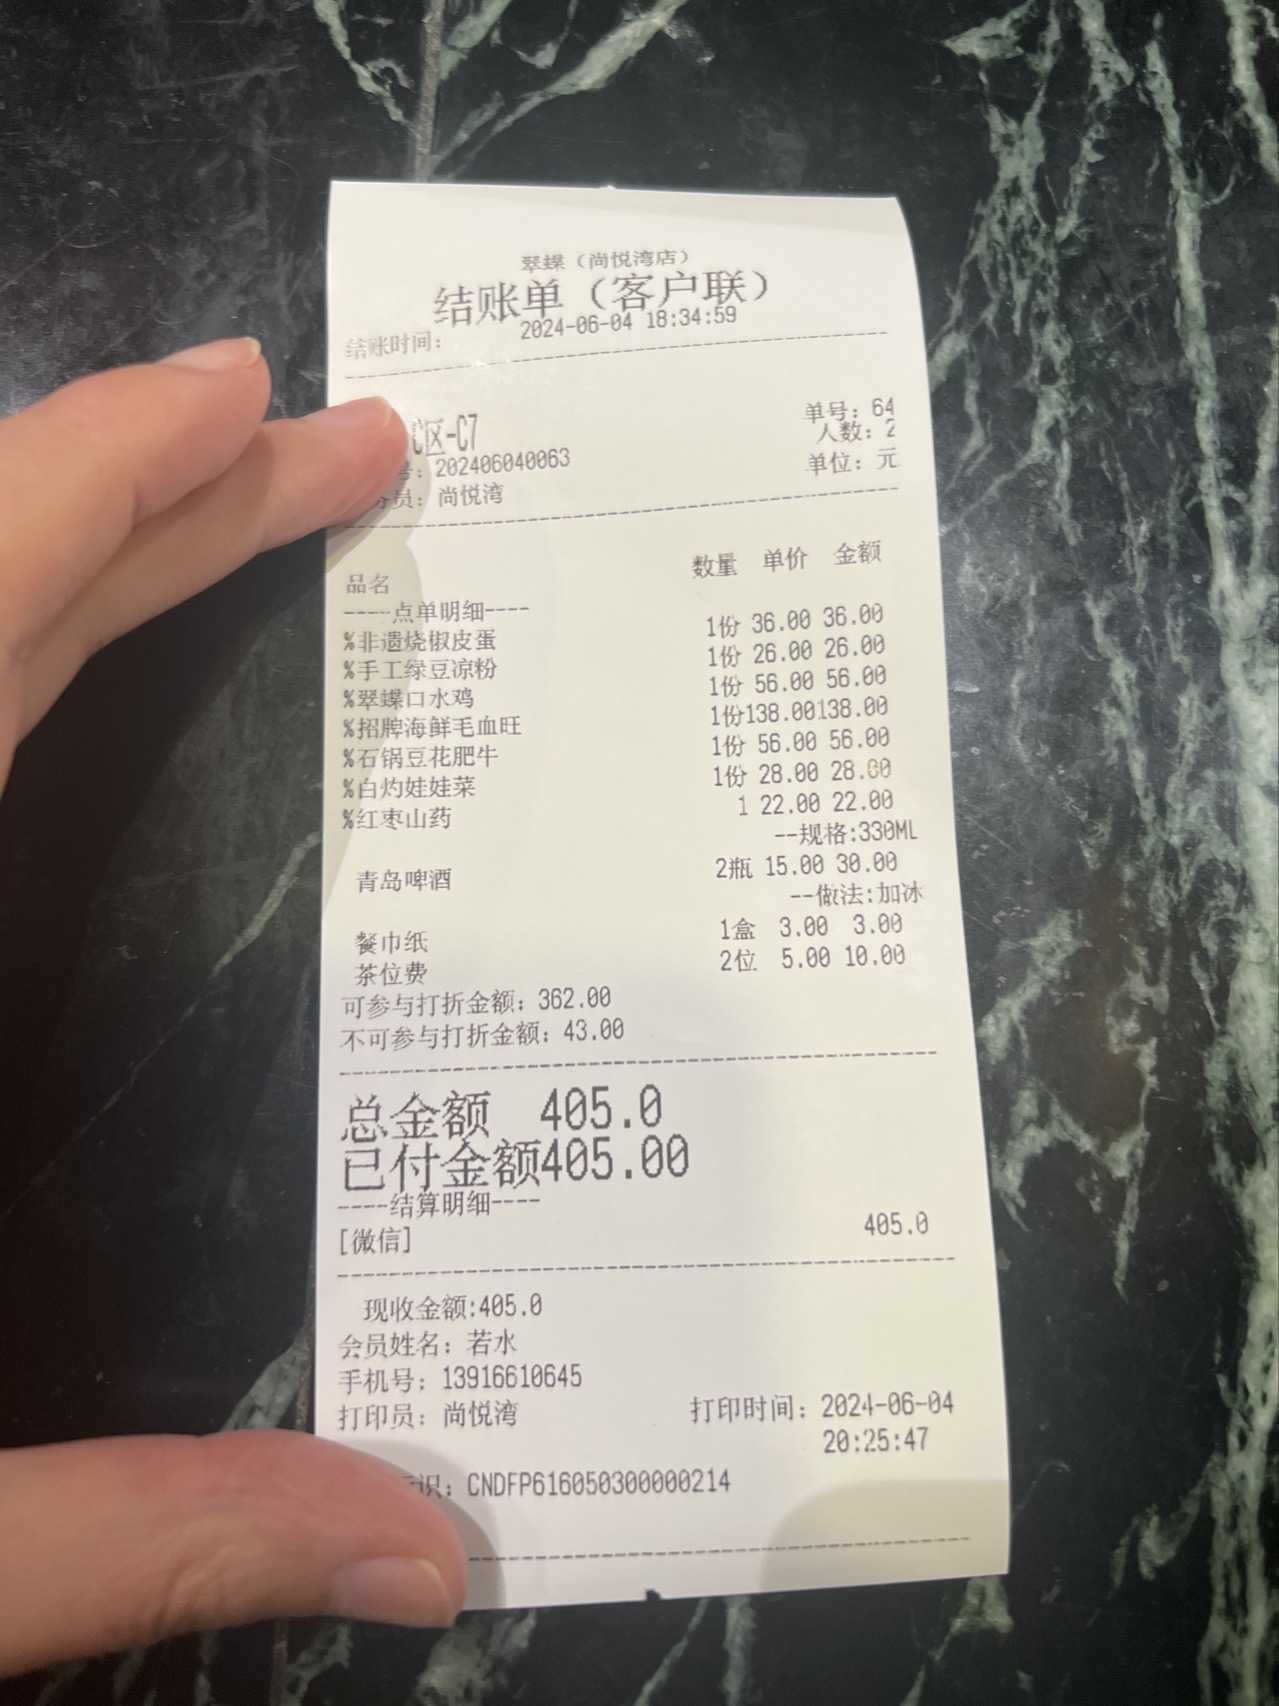 翠蝶（尚悦湾店）
结账单（客户联）
结账时间： 2024-06-04 18:34:59
区-C7 单号：64
号：202406040063 人数：2
员：尚悦湾 单位：元
品名 数量 单价 金额
----点单明细----
%非遗烧椒皮蛋 1份 36.00 36.00
%手工绿豆凉粉 1份 26.00 26.00
%翠蝶口水鸡 1份 56.00 56.00
%招牌海鲜毛血旺 1份138.00138.00
%石锅豆花肥牛 1份 56.00 56.00
%白灼娃娃菜 1份 28.00 28.00
%红枣山药 1 22.00 22.00
--规格:330ML
青岛啤酒 2瓶 15.00 30.00
--做法:加冰
餐巾纸 1盒 3.00 3.00
茶位费 2位 5.00 10.00
可参与打折金额：362.00
不可参与打折金额：43.00
总金额 405.0
已付金额405.00
----结算明细----
[微信] 405.0
现收金额:405.0
会员姓名：若水
手机号：13916610645
打印员：尚悦湾 打印时间：2024-06-04
20:25:47
识：CNDFP616050300000214